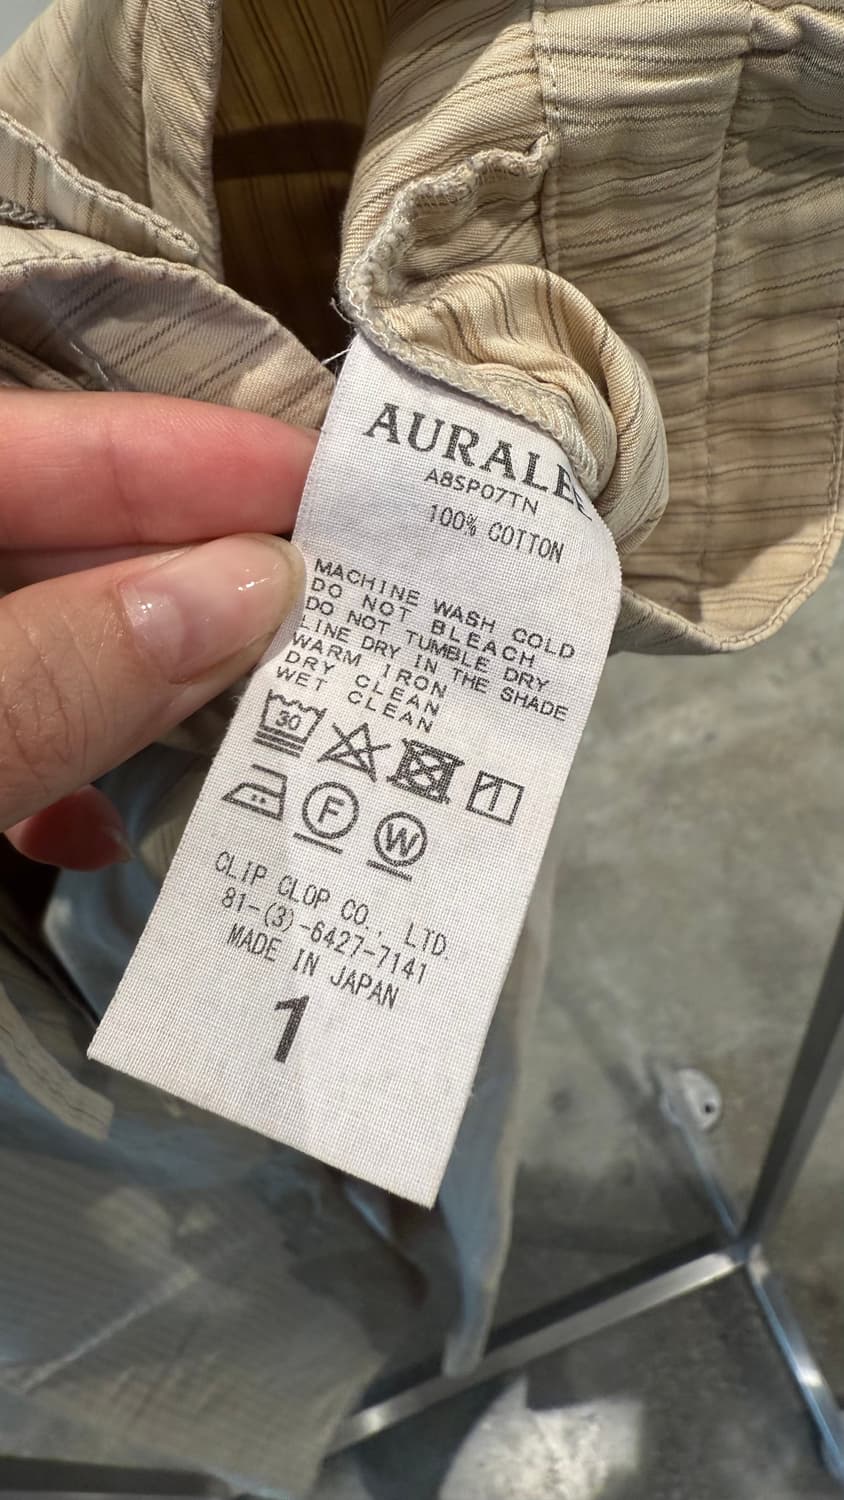 AURALEE
A8SP07TN
100% COTTON
MACHINE WASH COLD
DO NOT BLEACH
DO NOT TUMBLE DRY
LINE DRY IN THE SHADE
WARM IRON
DRY CLEAN
WET CLEAN
30
F
W
CLIP CLOP CO., LTD.
81-(3)-6427-7141
MADE IN JAPAN
1